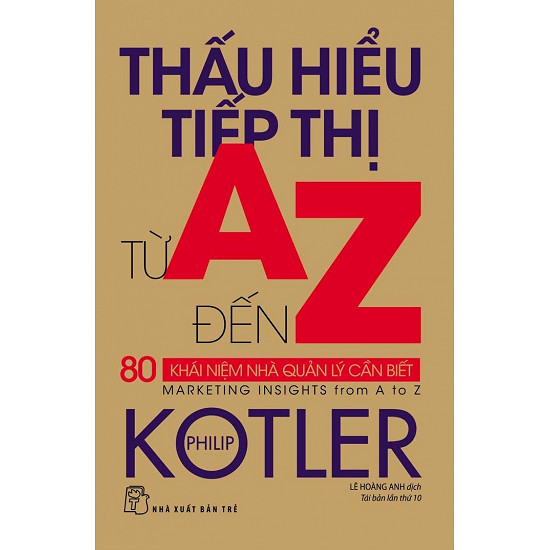 THẤU HIỂU
TIẾP THỊ
TỪ A
ĐẾN Z
80 KHÁI NIỆM NHÀ QUẢN LÝ CẦN BIẾT
MARKETING INSIGHTS from A to Z
PHILIP
KOTLER
LÊ HOÀNG ANH dịch
Tái bản lần thứ 10
NHÀ XUẤT BẢN TRẺ